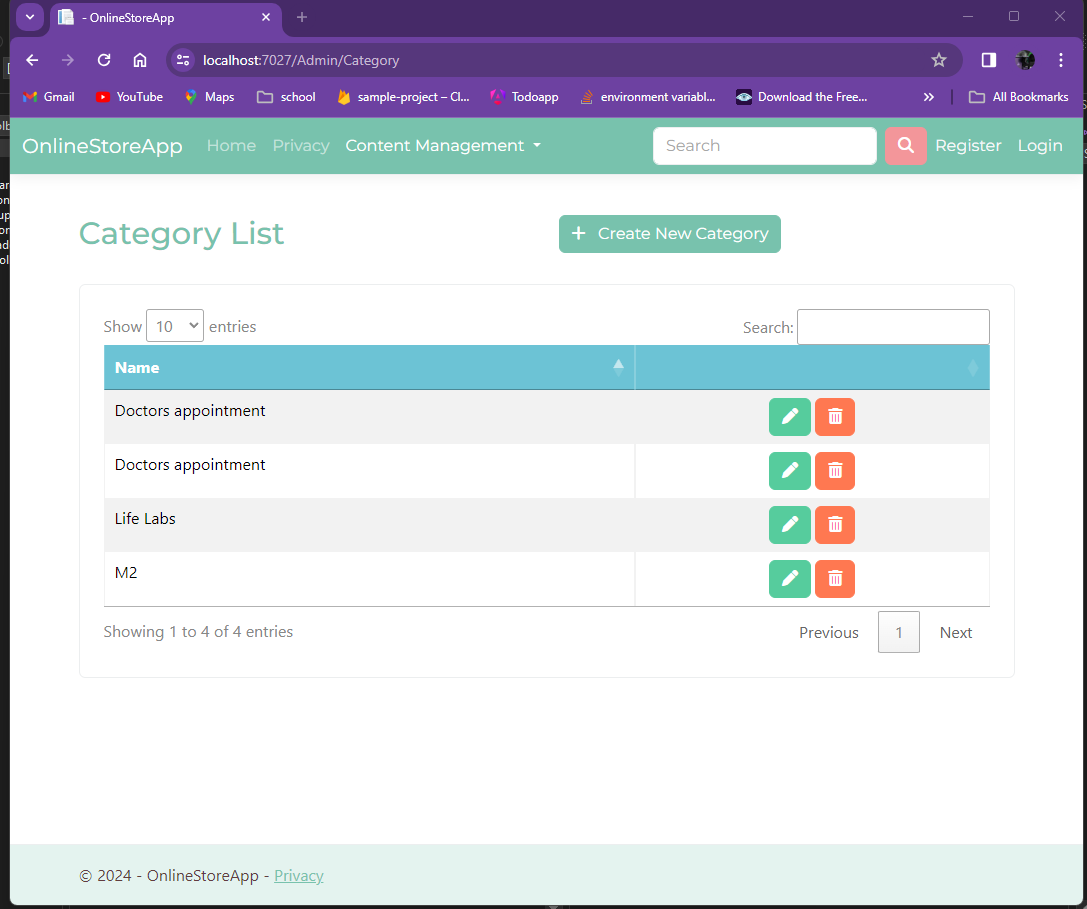 - OnlineStoreApp
localhost:7027/Admin/Category
Gmail YouTube Maps school sample-project – Cl... Todoapp environment variabl... Download the Free... » All Bookmarks
OnlineStoreApp Home Privacy Content Management Search Register Login
Category List + Create New Category
Show 10 entries Search:
Name
Doctors appointment
Doctors appointment
Life Labs
M2
Showing 1 to 4 of 4 entries Previous 1 Next
© 2024 - OnlineStoreApp - Privacy